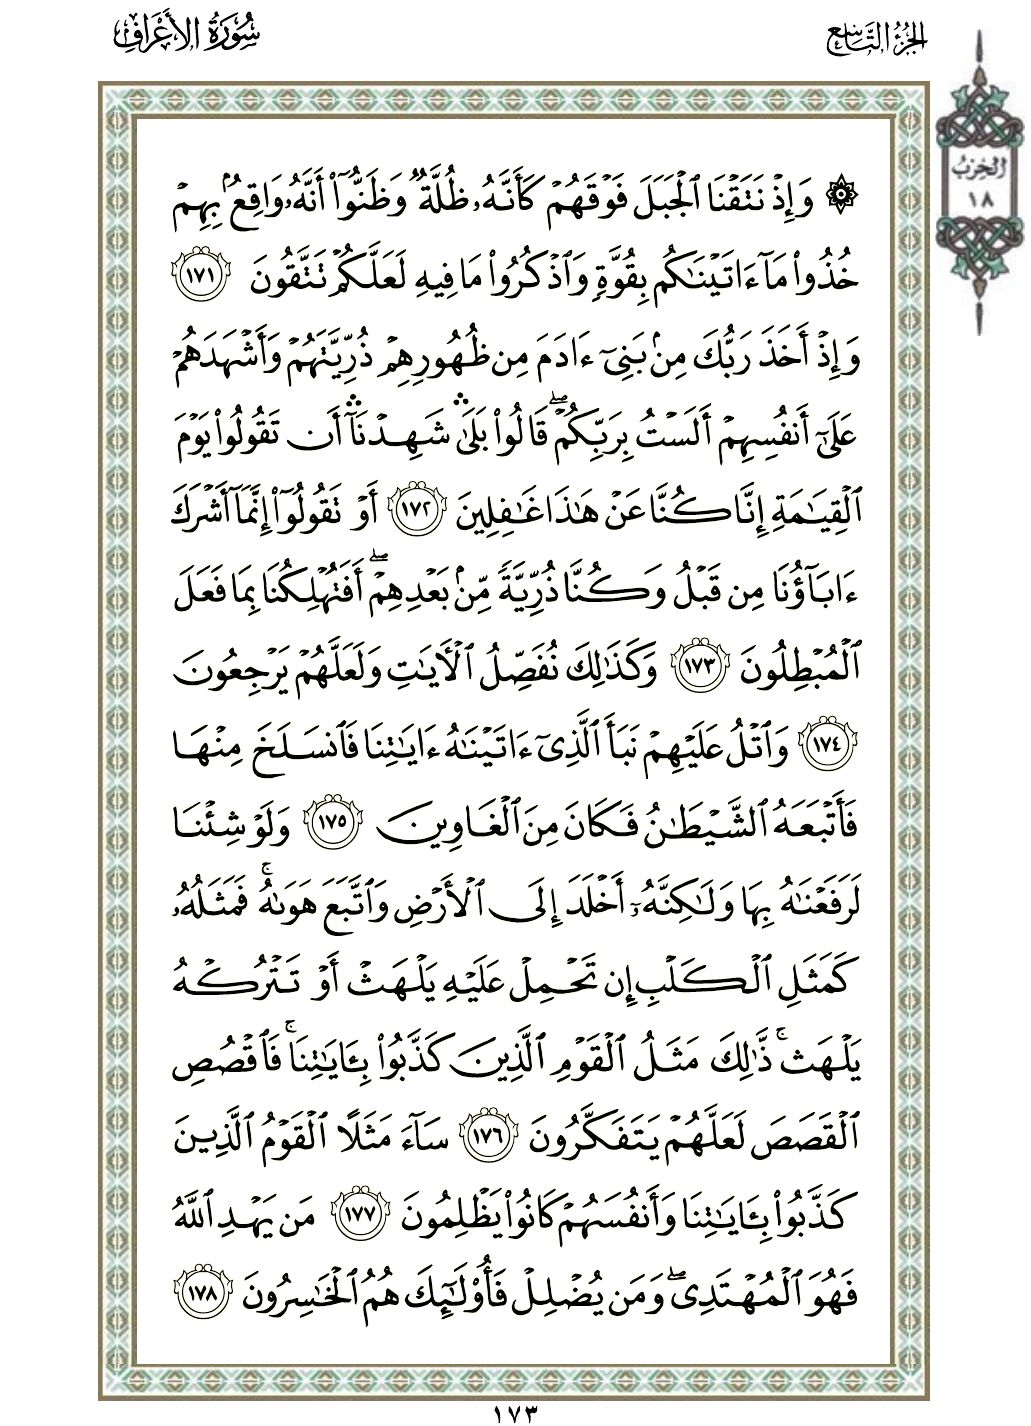 الجزء التاسع
سورة الأعراف
الحزب
١٨
۞ وَإِذْ نَتَقْنَا ٱلْجَبَلَ فَوْقَهُمْ كَأَنَّهُۥ ظُلَّةٌ وَظَنُّوٓا۟ أَنَّهُۥ وَاقِعٌۢ بِهِمْ
خُذُوا۟ مَآ ءَاتَيْنَـٰكُم بِقُوَّةٍ وَٱذْكُرُوا۟ مَا فِيهِ لَعَلَّكُمْ تَتَّقُونَ ١٧١
وَإِذْ أَخَذَ رَبُّكَ مِنۢ بَنِىٓ ءَادَمَ مِن ظُهُورِهِمْ ذُرِّيَّتَهُمْ وَأَشْهَدَهُمْ
عَلَىٰٓ أَنفُسِهِمْ أَلَسْتُ بِرَبِّكُمْ ۖ قَالُوا۟ بَلَىٰ ۛ شَهِدْنَآ ۛ أَن تَقُولُوا۟ يَوْمَ
ٱلْقِيَـٰمَةِ إِنَّا كُنَّا عَنْ هَـٰذَا غَـٰفِلِينَ ١٧٢ أَوْ تَقُولُوٓا۟ إِنَّمَآ أَشْرَكَ
ءَابَآؤُنَا مِن قَبْلُ وَكُنَّا ذُرِّيَّةً مِّنۢ بَعْدِهِمْ ۖ أَفَتُهْلِكُنَا بِمَا فَعَلَ
ٱلْمُبْطِلُونَ ١٧٣ وَكَذَٰلِكَ نُفَصِّلُ ٱلْـَٔايَـٰتِ وَلَعَلَّهُمْ يَرْجِعُونَ
١٧٤ وَٱتْلُ عَلَيْهِمْ نَبَأَ ٱلَّذِىٓ ءَاتَيْنَـٰهُ ءَايَـٰتِنَا فَٱنسَلَخَ مِنْهَا
فَأَتْبَعَهُ ٱلشَّيْطَـٰنُ فَكَانَ مِنَ ٱلْغَاوِينَ ١٧٥ وَلَوْ شِئْنَا
لَرَفَعْنَـٰهُ بِهَا وَلَـٰكِنَّهُۥٓ أَخْلَدَ إِلَى ٱلْأَرْضِ وَٱتَّبَعَ هَوَىٰهُ ۚ فَمَثَلُهُۥ
كَمَثَلِ ٱلْكَلْبِ إِن تَحْمِلْ عَلَيْهِ يَلْهَثْ أَوْ تَتْرُكْهُ
يَلْهَث ۚ ذَّٰلِكَ مَثَلُ ٱلْقَوْمِ ٱلَّذِينَ كَذَّبُوا۟ بِـَٔايَـٰتِنَا ۚ فَٱقْصُصِ
ٱلْقَصَصَ لَعَلَّهُمْ يَتَفَكَّرُونَ ١٧٦ سَآءَ مَثَلًا ٱلْقَوْمُ ٱلَّذِينَ
كَذَّبُوا۟ بِـَٔايَـٰتِنَا وَأَنفُسَهُمْ كَانُوا۟ يَظْلِمُونَ ١٧٧ مَن يَهْدِ ٱللَّهُ
فَهُوَ ٱلْمُهْتَدِى ۖ وَمَن يُضْلِلْ فَأُو۟لَـٰٓئِكَ هُمُ ٱلْخَـٰسِرُونَ ١٧٨
١٧٣